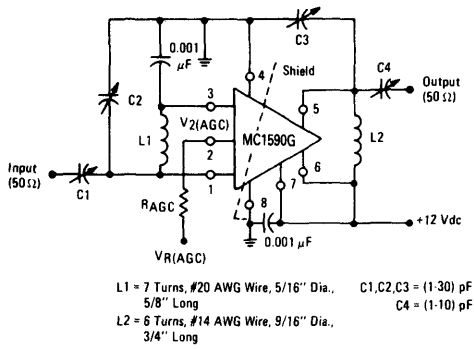 C3
0.001
μF
4
Shield
C4
Output
(50 Ω)
C2
3
5
V2(AGC)
L1
MC1590G
L2
2
6
Input
(50 Ω)
1
7
C1
RAGC
8
+12 Vdc
0.001 μF
VR(AGC)
L1 = 7 Turns, #20 AWG Wire, 5/16" Dia.,
5/8" Long
C1,C2,C3 = (1-30) pF
C4 = (1-10) pF
L2 = 6 Turns, #14 AWG Wire, 9/16" Dia.,
3/4" Long